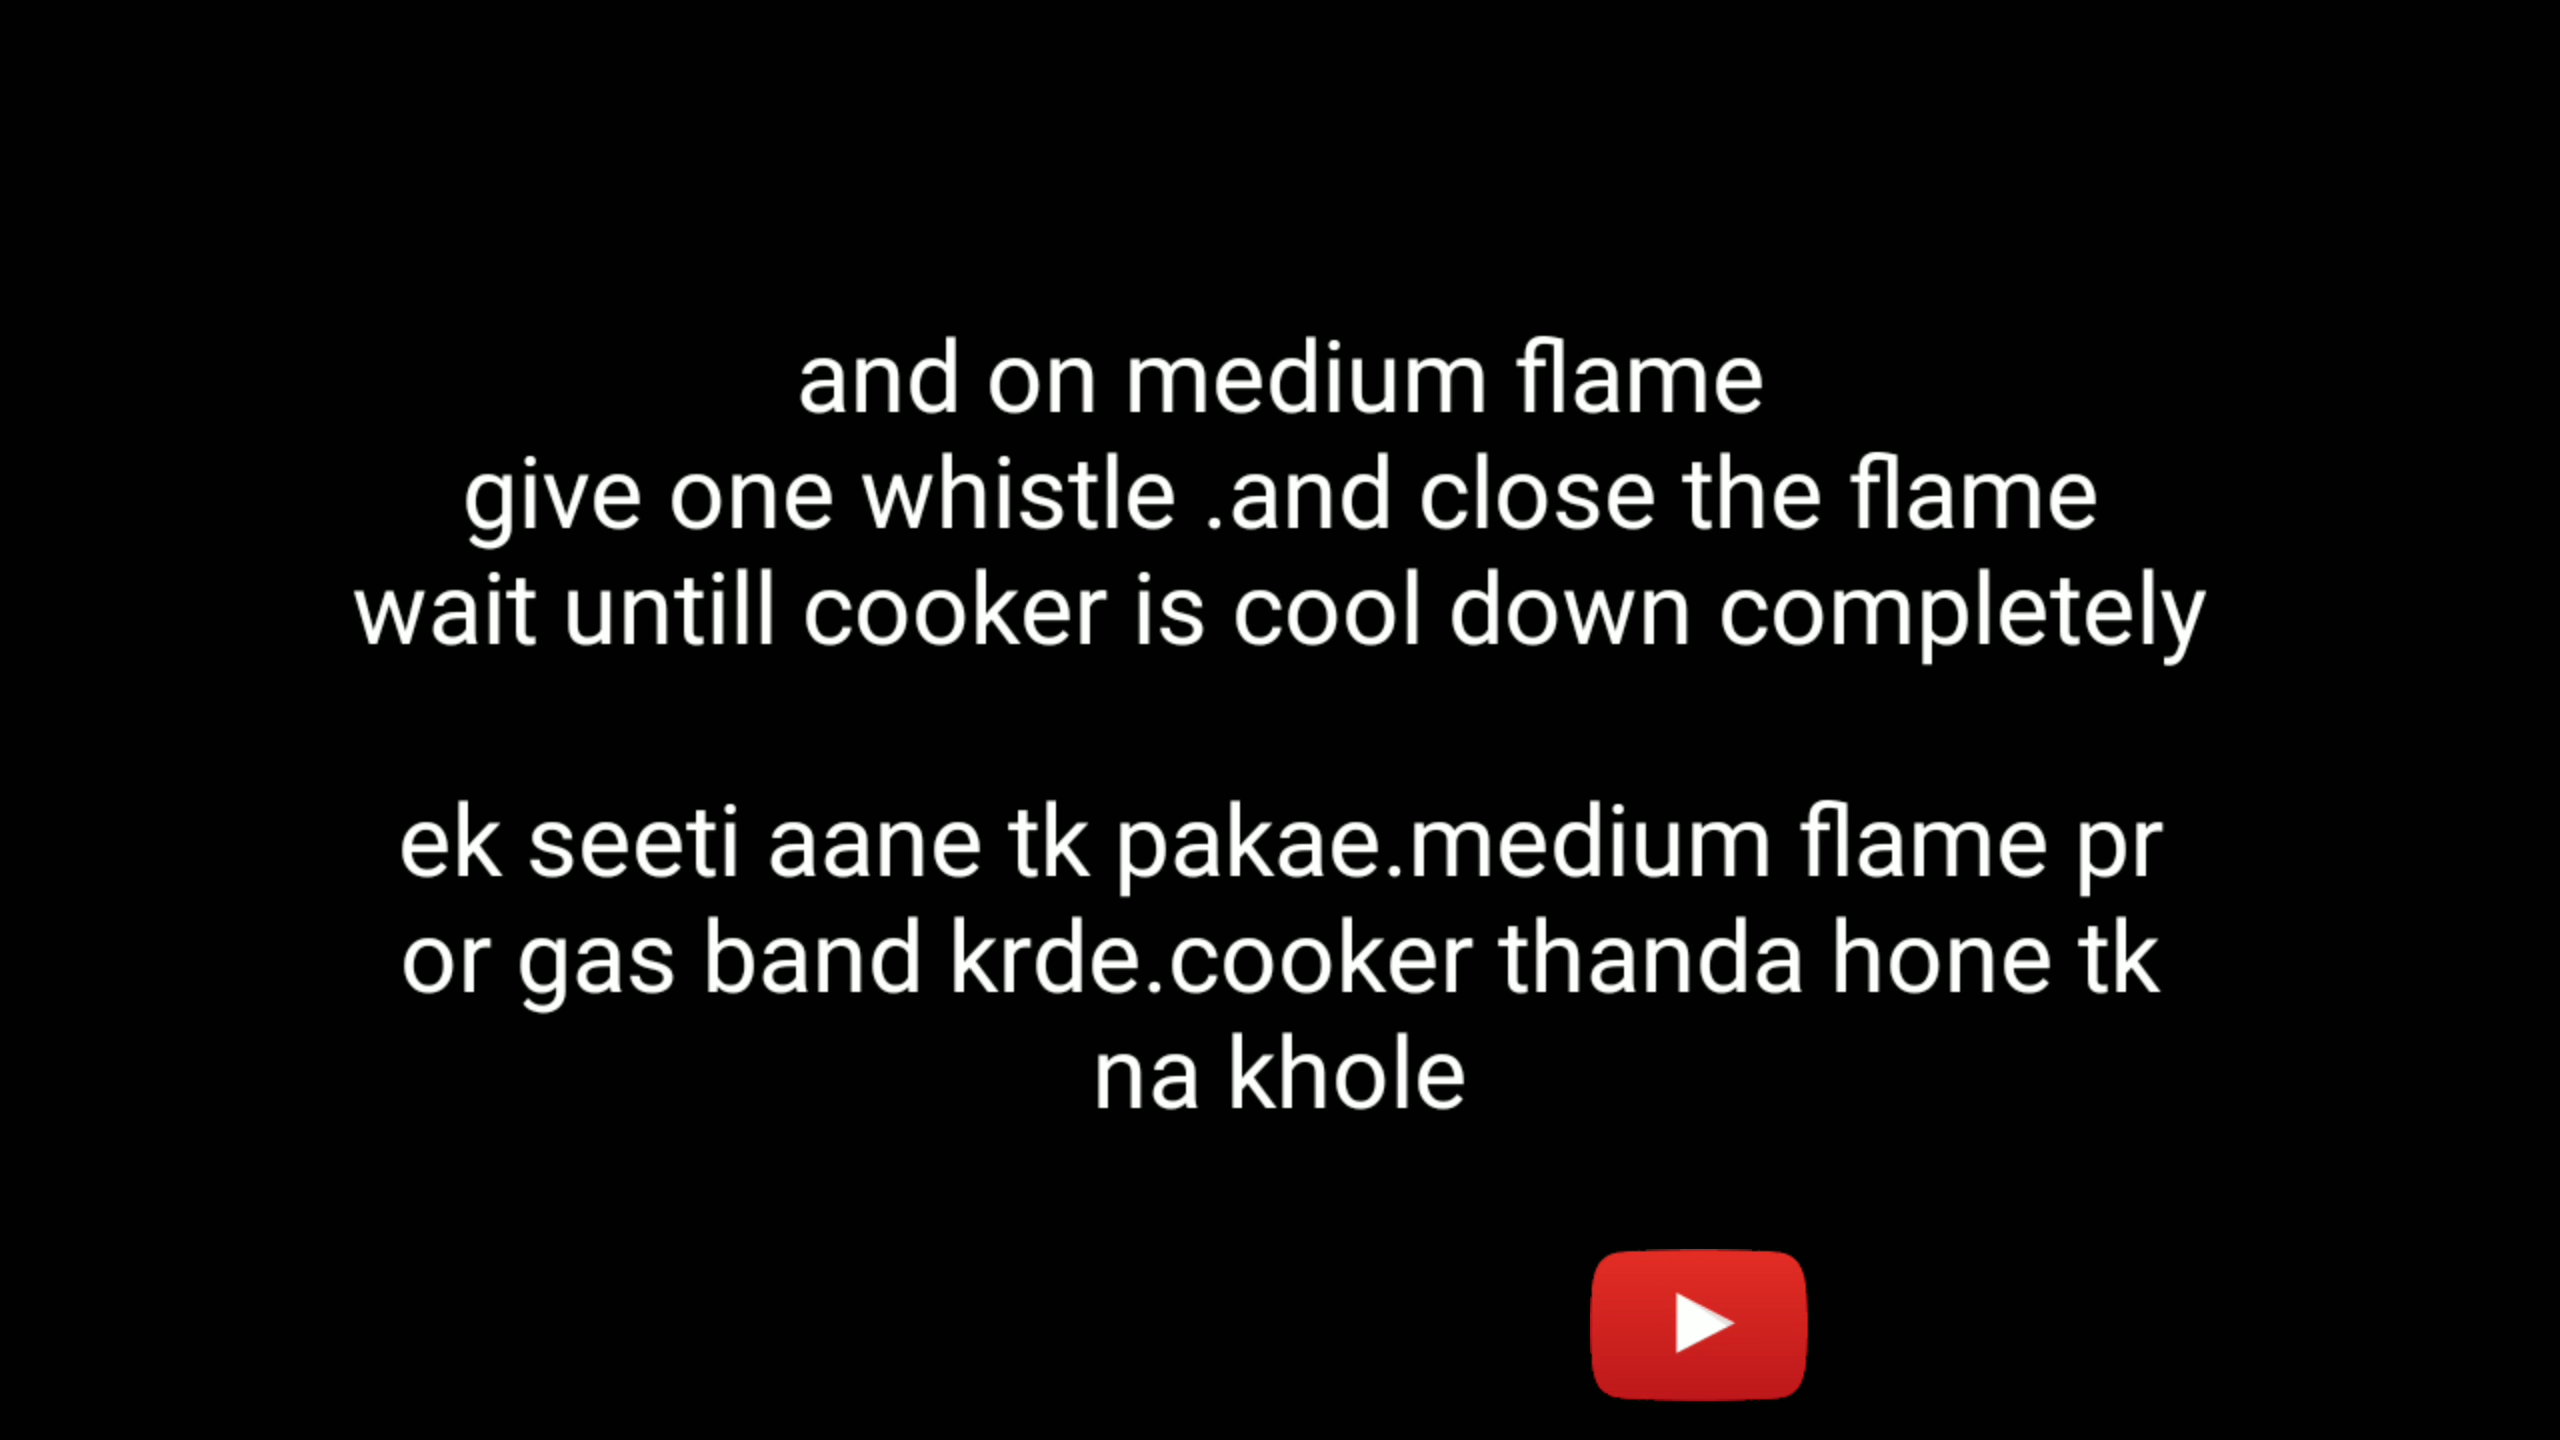 and on medium flame
give one whistle .and close the flame
wait untill cooker is cool down completely
ek seeti aane tk pakae.medium flame pr
or gas band krde.cooker thanda hone tk
na khole